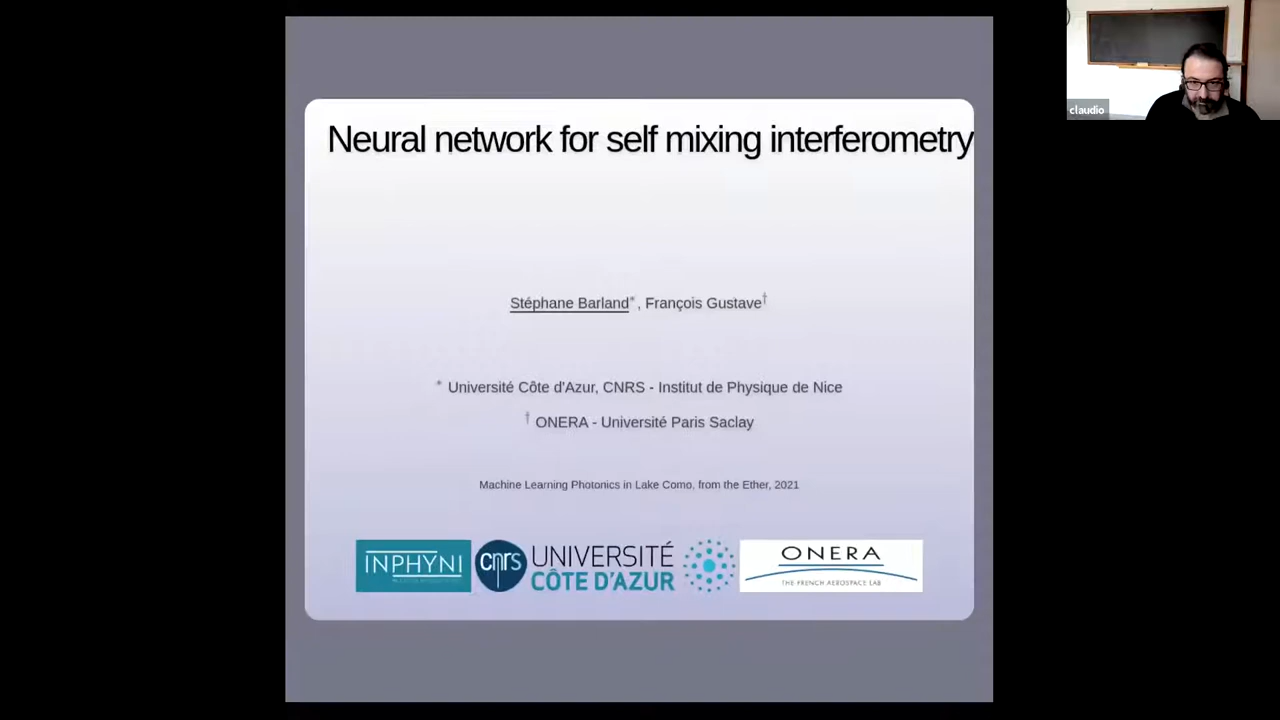 Neural network for self mixing interferometry
claudio
Stéphane Barland*, François Gustave†
* Université Côte d'Azur, CNRS - Institut de Physique de Nice
† ONERA - Université Paris Saclay
Machine Learning Photonics in Lake Como, from the Ether, 2021
INPHYNI
cnrs
UNIVERSITÉ
CÔTE D'AZUR
ONERA
THE FRENCH AEROSPACE LAB